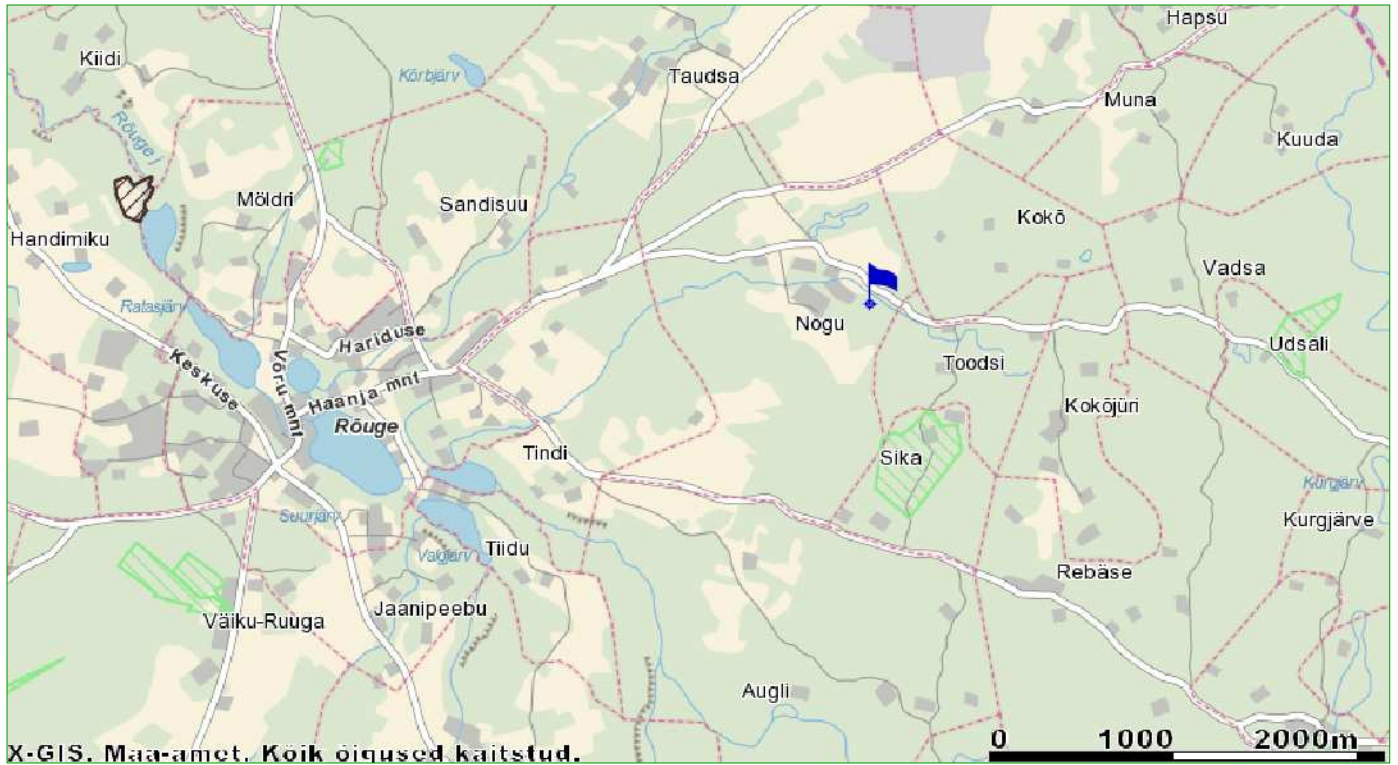 Hapsu
Kiidi
Körbjärv
Taudsa
Muna
Rõuge j
Kuuda
Möldri
Sandisuu
Kokõ
Handimiku
Vadsa
Ratasjärv
Nogu
Hariduse
Udsali
Võru mnt
Toodsi
Keskuse
Haanja mnt
Kokõjüri
Rõuge
Tindi
Sika
Kurgjärv
Suurjärv
Kurgjärve
Valgjärv
Tiidu
Rebäse
Väiku-Ruuga
Jaanipeebu
Augli
0 1000 2000m
X-GIS. Maa-amet. Kõik õigused kaitstud.